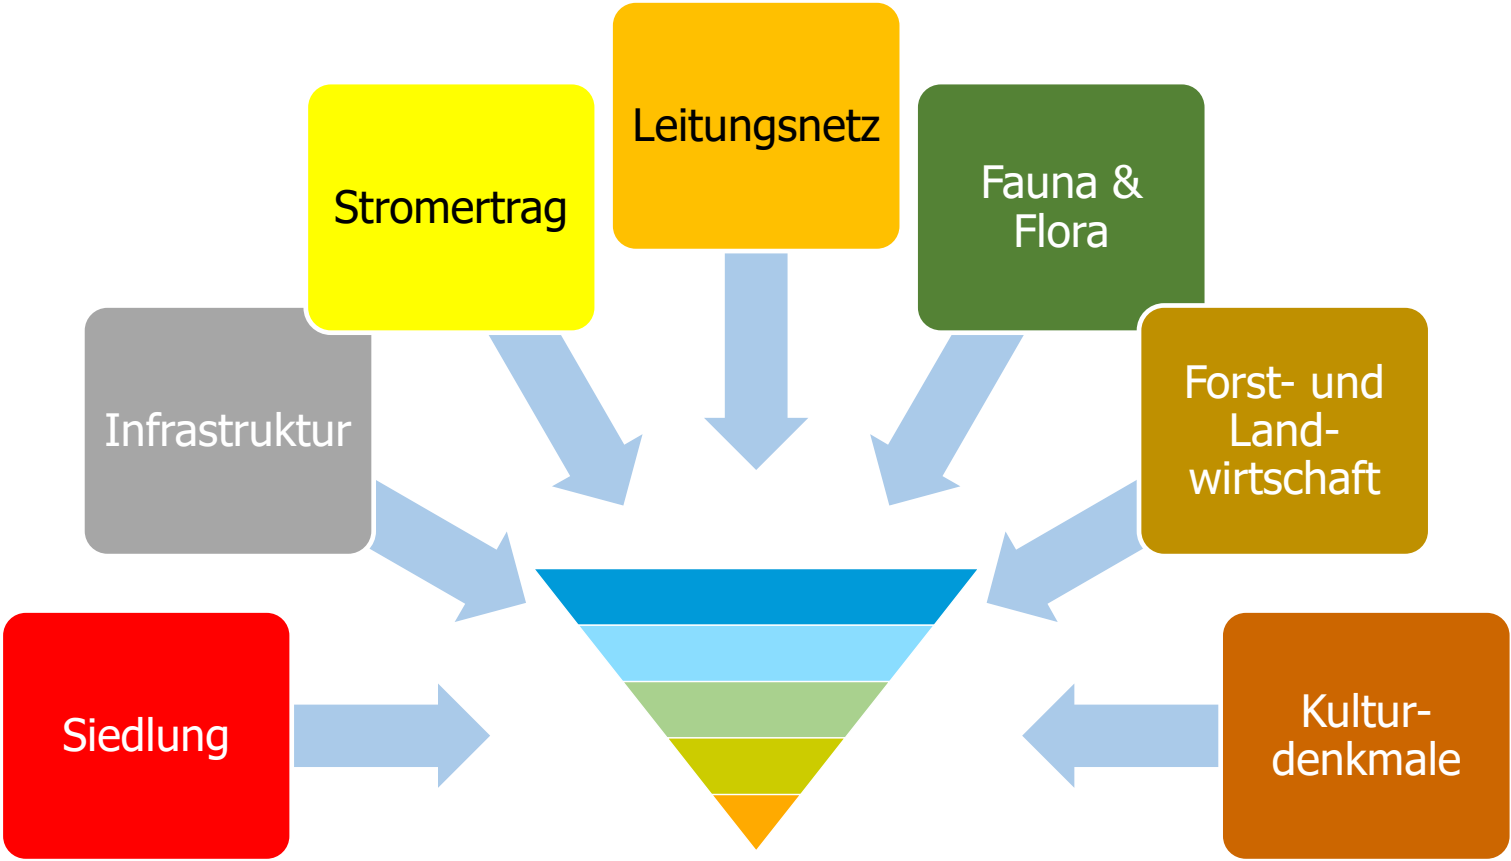 Leitungsnetz
Stromertrag
Fauna &
Flora
Infrastruktur
Forst- und
Land-
wirtschaft
Siedlung
Kultur-
denkmale